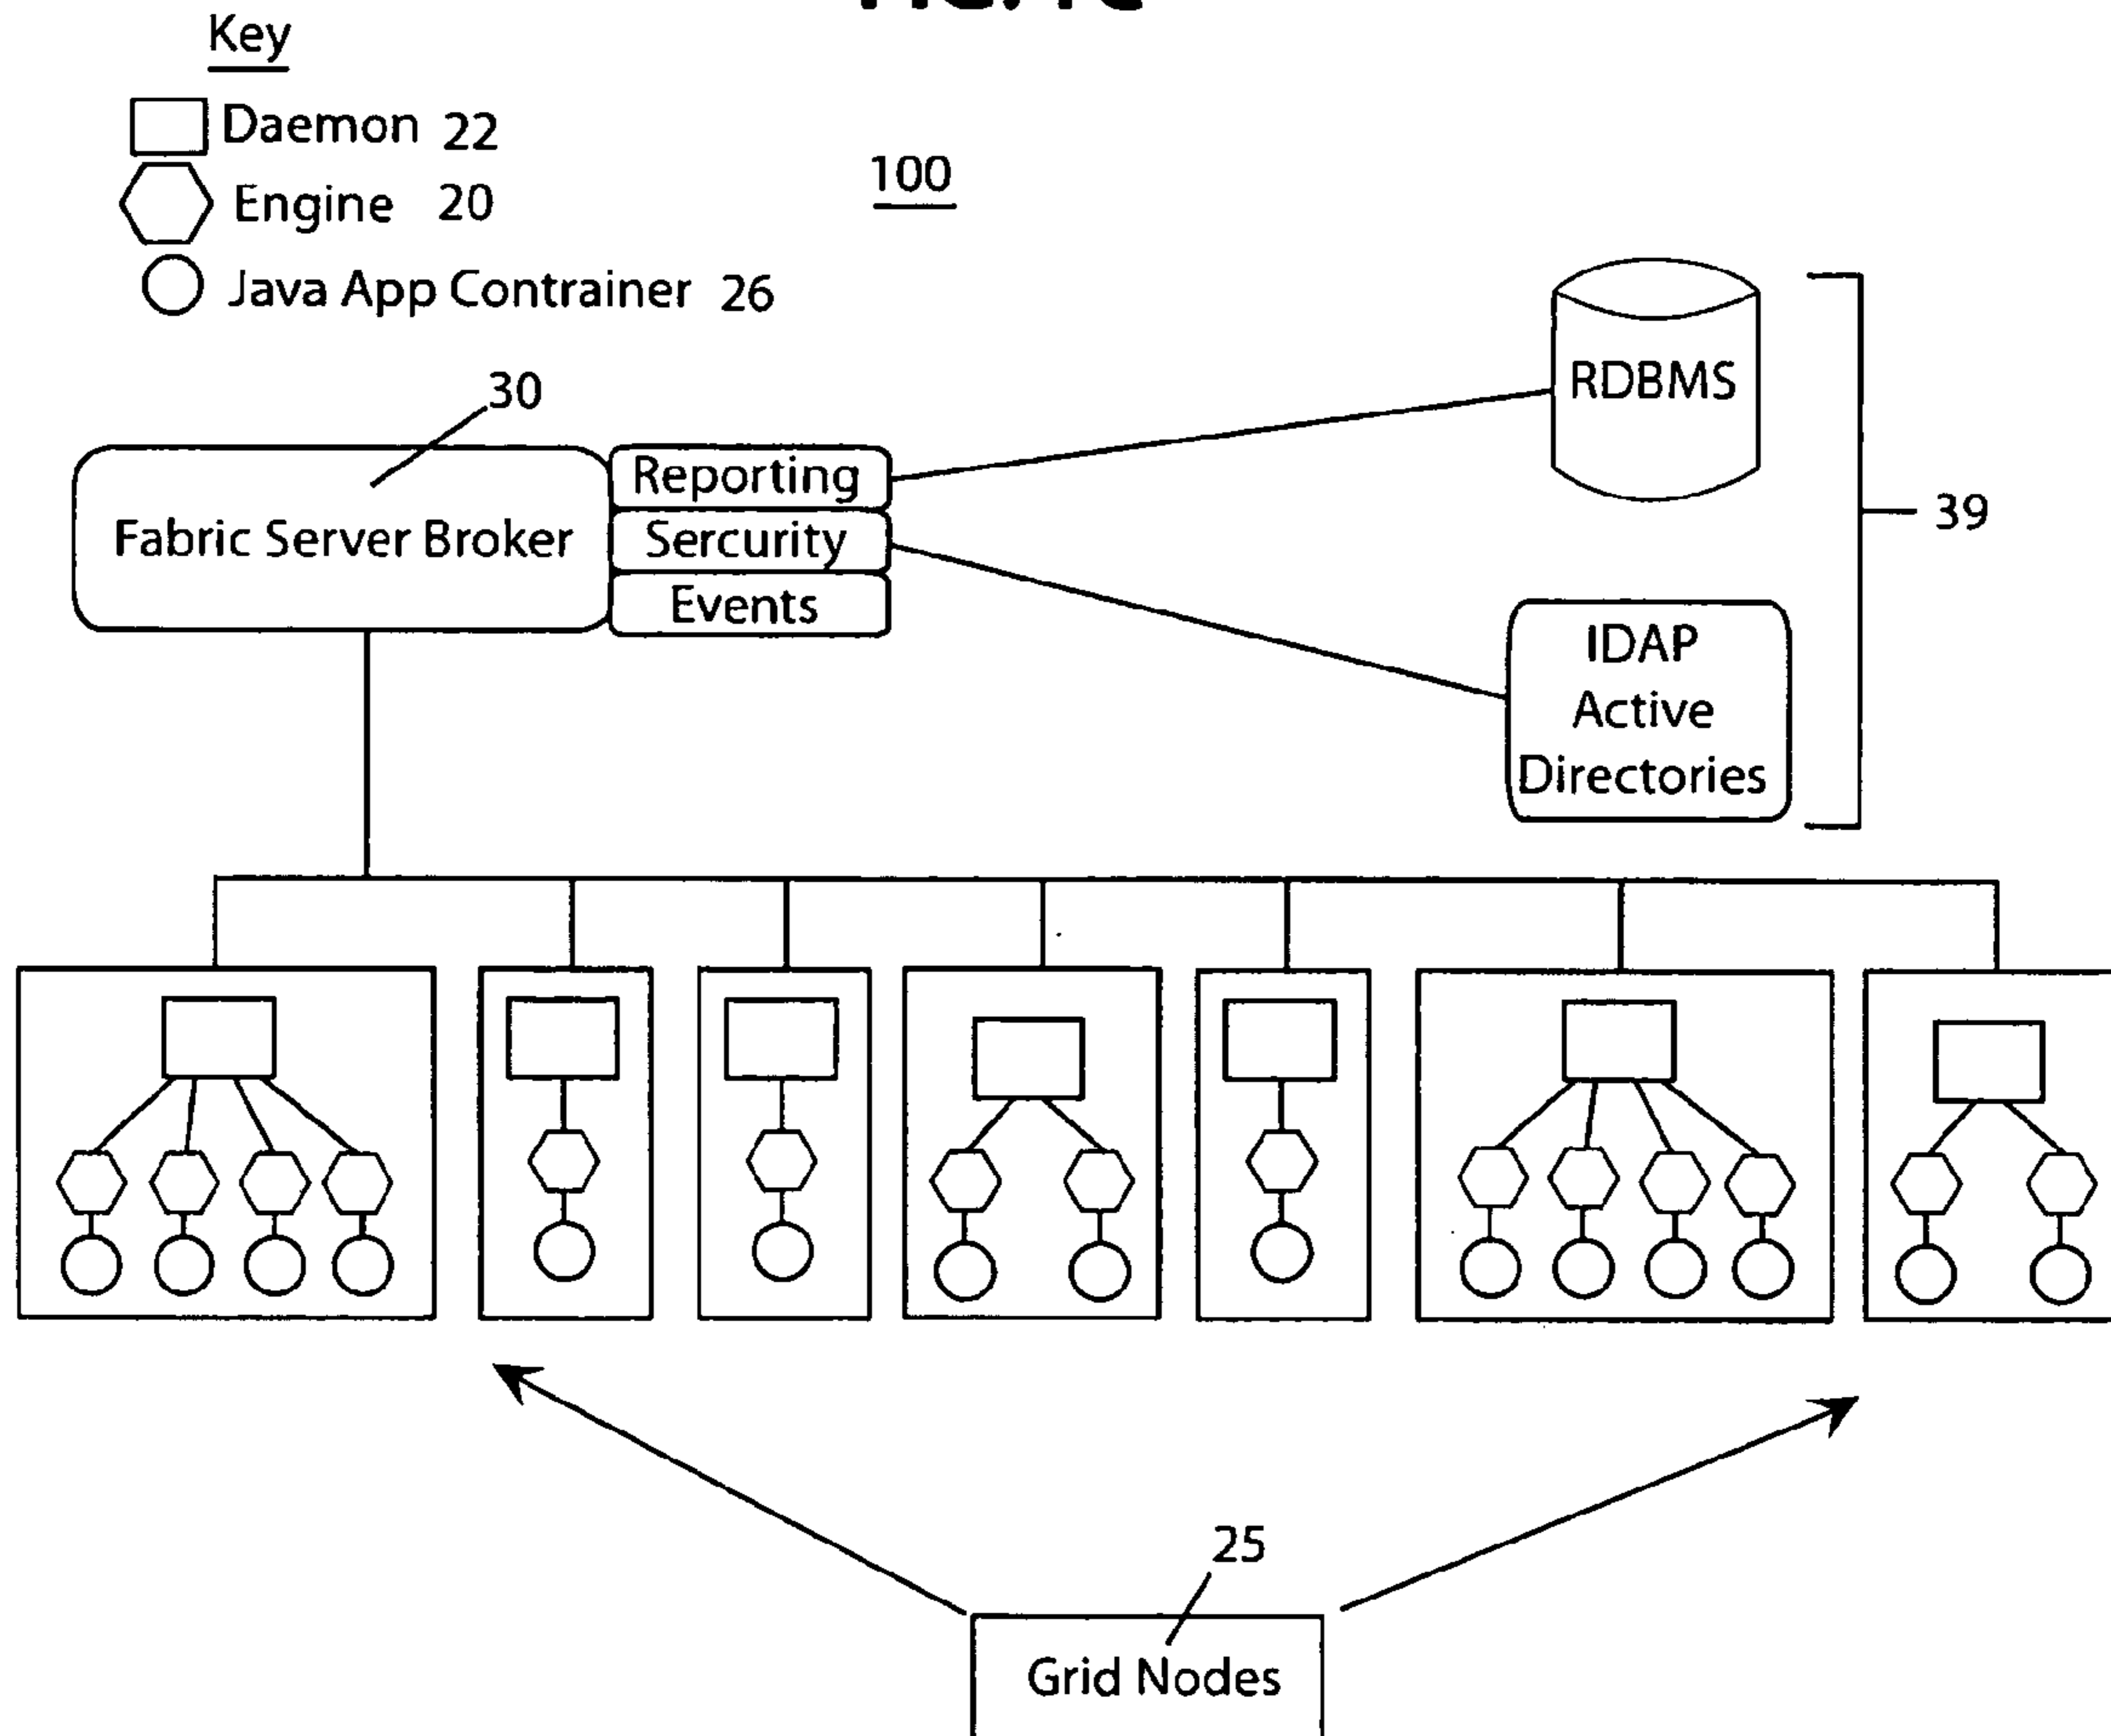 Key
Daemon 22
Engine 20
Java App Contrainer 26
100
30
Fabric Server Broker
Reporting
Sercurity
Events
RDBMS
IDAP
Active
Directories
39
25
Grid Nodes